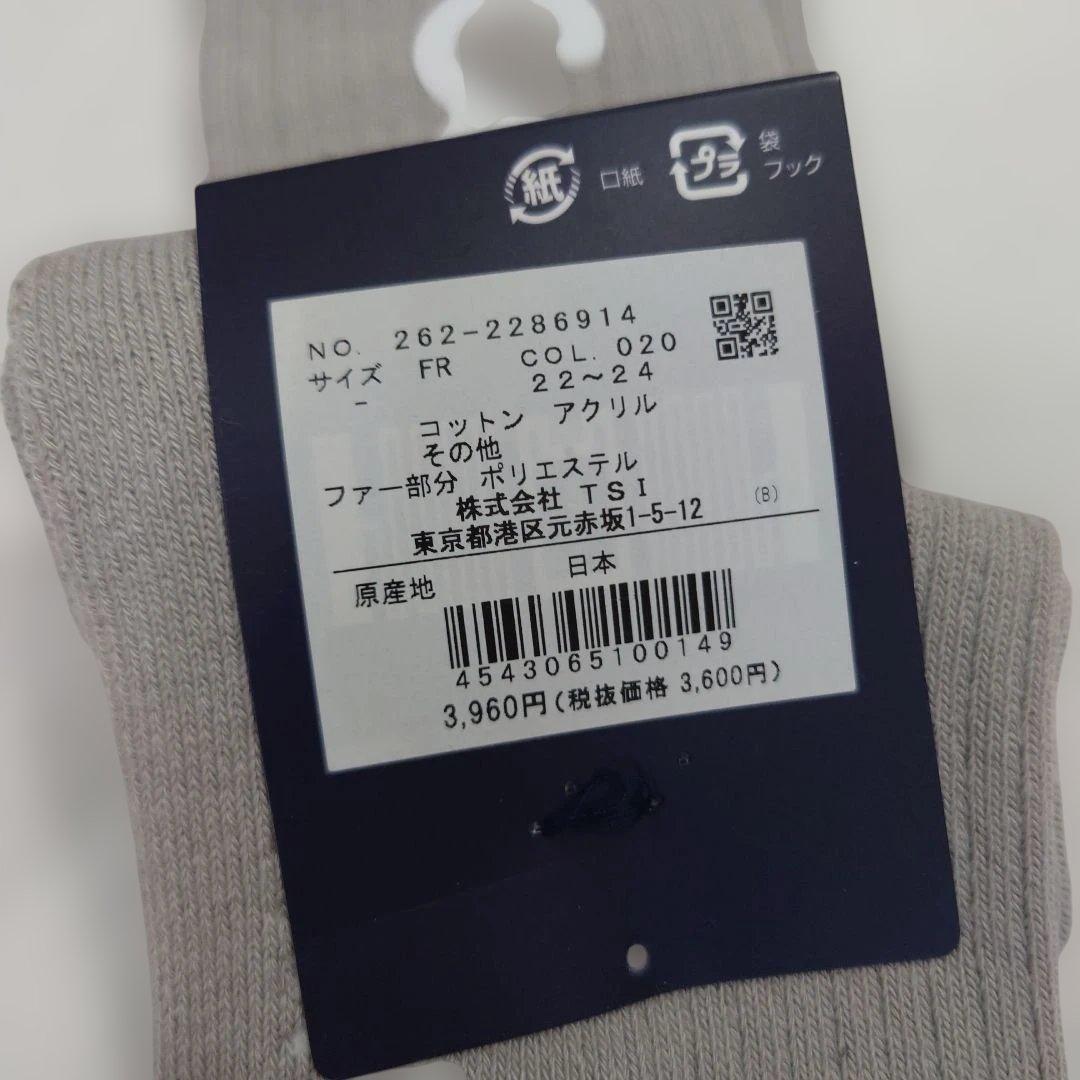 紙 口紙 プラ 袋
フック
NO. 262-2286914
サイズ FR COL. 020
- 22~24
コットン アクリル
その他
ファー部分 ポリエステル
株式会社 TSI
東京都港区元赤坂1-5-12 (B)
原産地 日本
4543065100149
3,960円(税抜価格 3,600円)